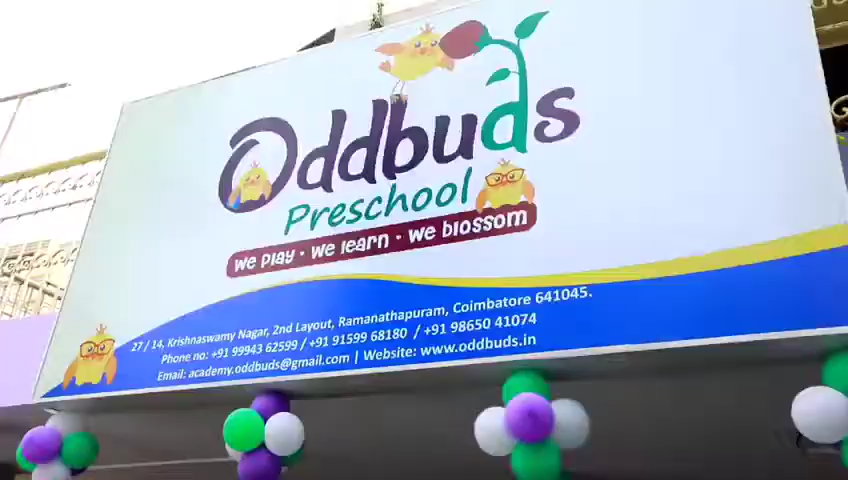 Oddbuds
Preschool
we play · we learn · we blossom
27 / 14, Krishnaswamy Nagar, 2nd Layout, Ramanathapuram, Coimbatore 641045.
Phone no: +91 99943 62599 / +91 91599 68180 / +91 98650 41074
Email: academy.oddbuds@gmail.com | Website: www.oddbuds.in